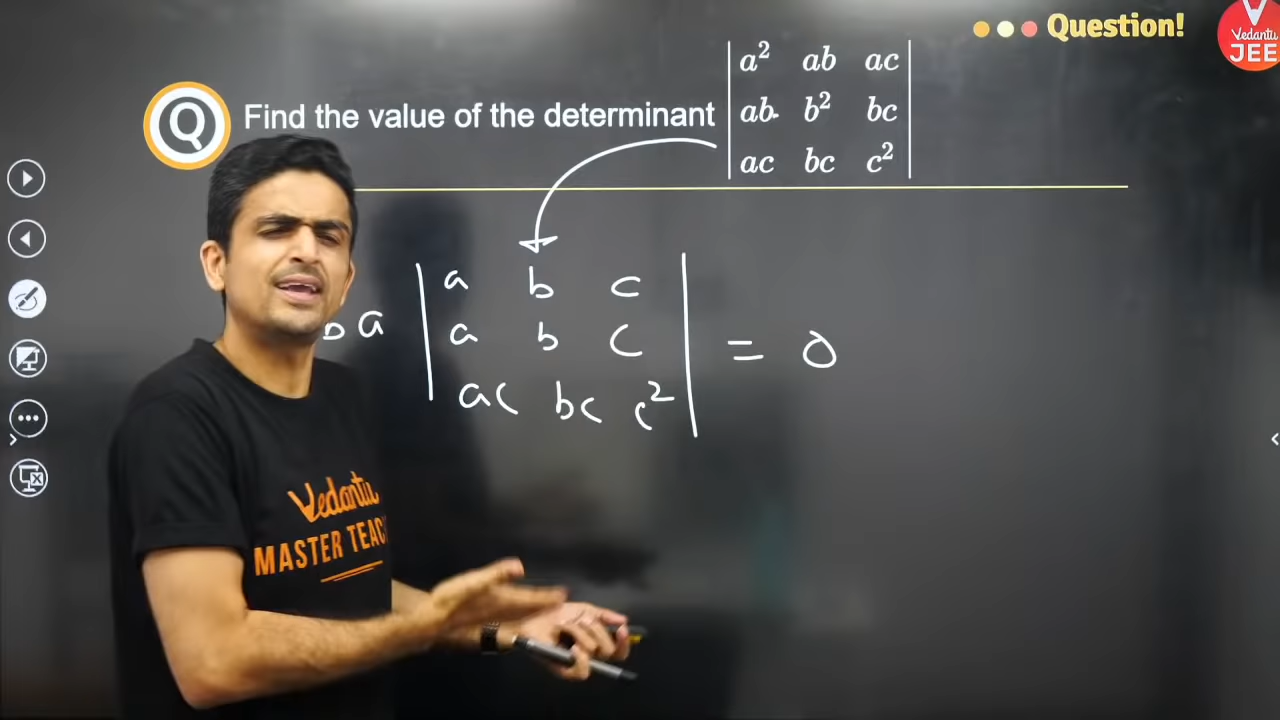 Question!
Vedantu
JEE
Q Find the value of the determinant
a² ab ac
ab b² bc
ac bc c²
b a
a b c
a b c
ac bc c²
= 0
Vedantu
MASTER TEAC